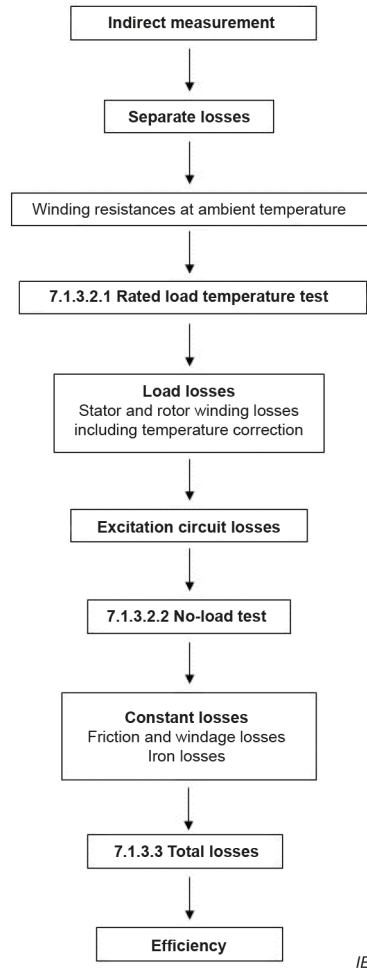 Indirect measurement
Separate losses
Winding resistances at ambient temperature
7.1.3.2.1 Rated load temperature test
Load losses
Stator and rotor winding losses
including temperature correction
Excitation circuit losses
7.1.3.2.2 No-load test
Constant losses
Friction and windage losses
Iron losses
7.1.3.3 Total losses
Efficiency